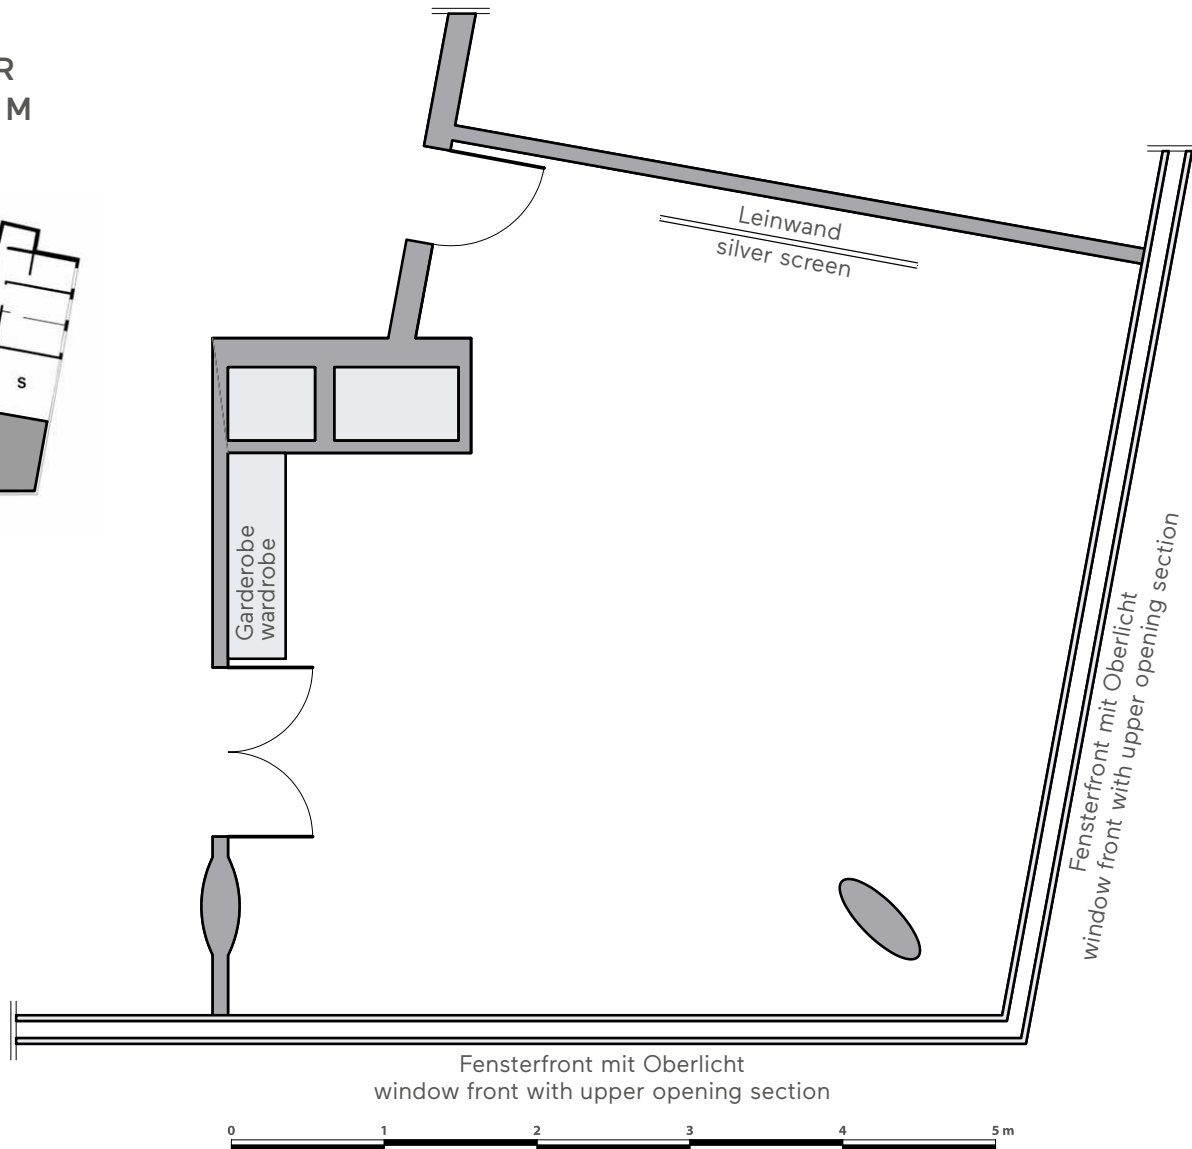 R
M
S
Leinwand
silver screen
Garderobe
wardrobe
Fensterfront mit Oberlicht
window front with upper opening section
Fensterfront mit Oberlicht
window front with upper opening section
0 1 2 3 4 5 m